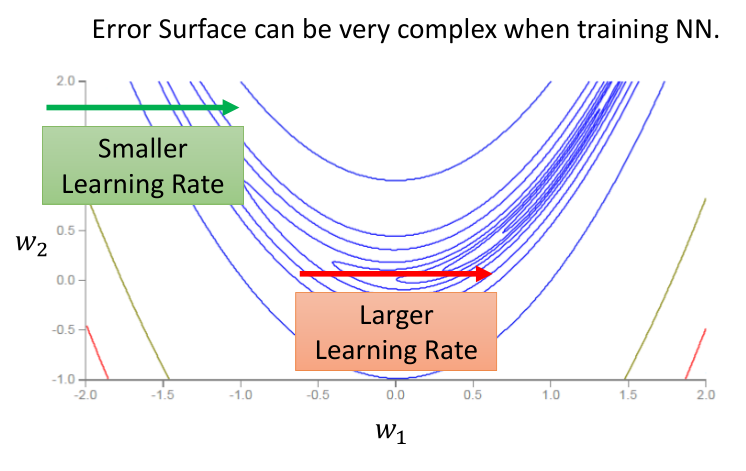 Error Surface can be very complex when training NN.
2.0
Smaller
Learning Rate
0.5
w₂
0.0
Larger
Learning Rate
-0.5
-1.0
-2.0 -1.5 -1.0 -0.5 0.0 0.5 1.0 1.5 2.0
w₁